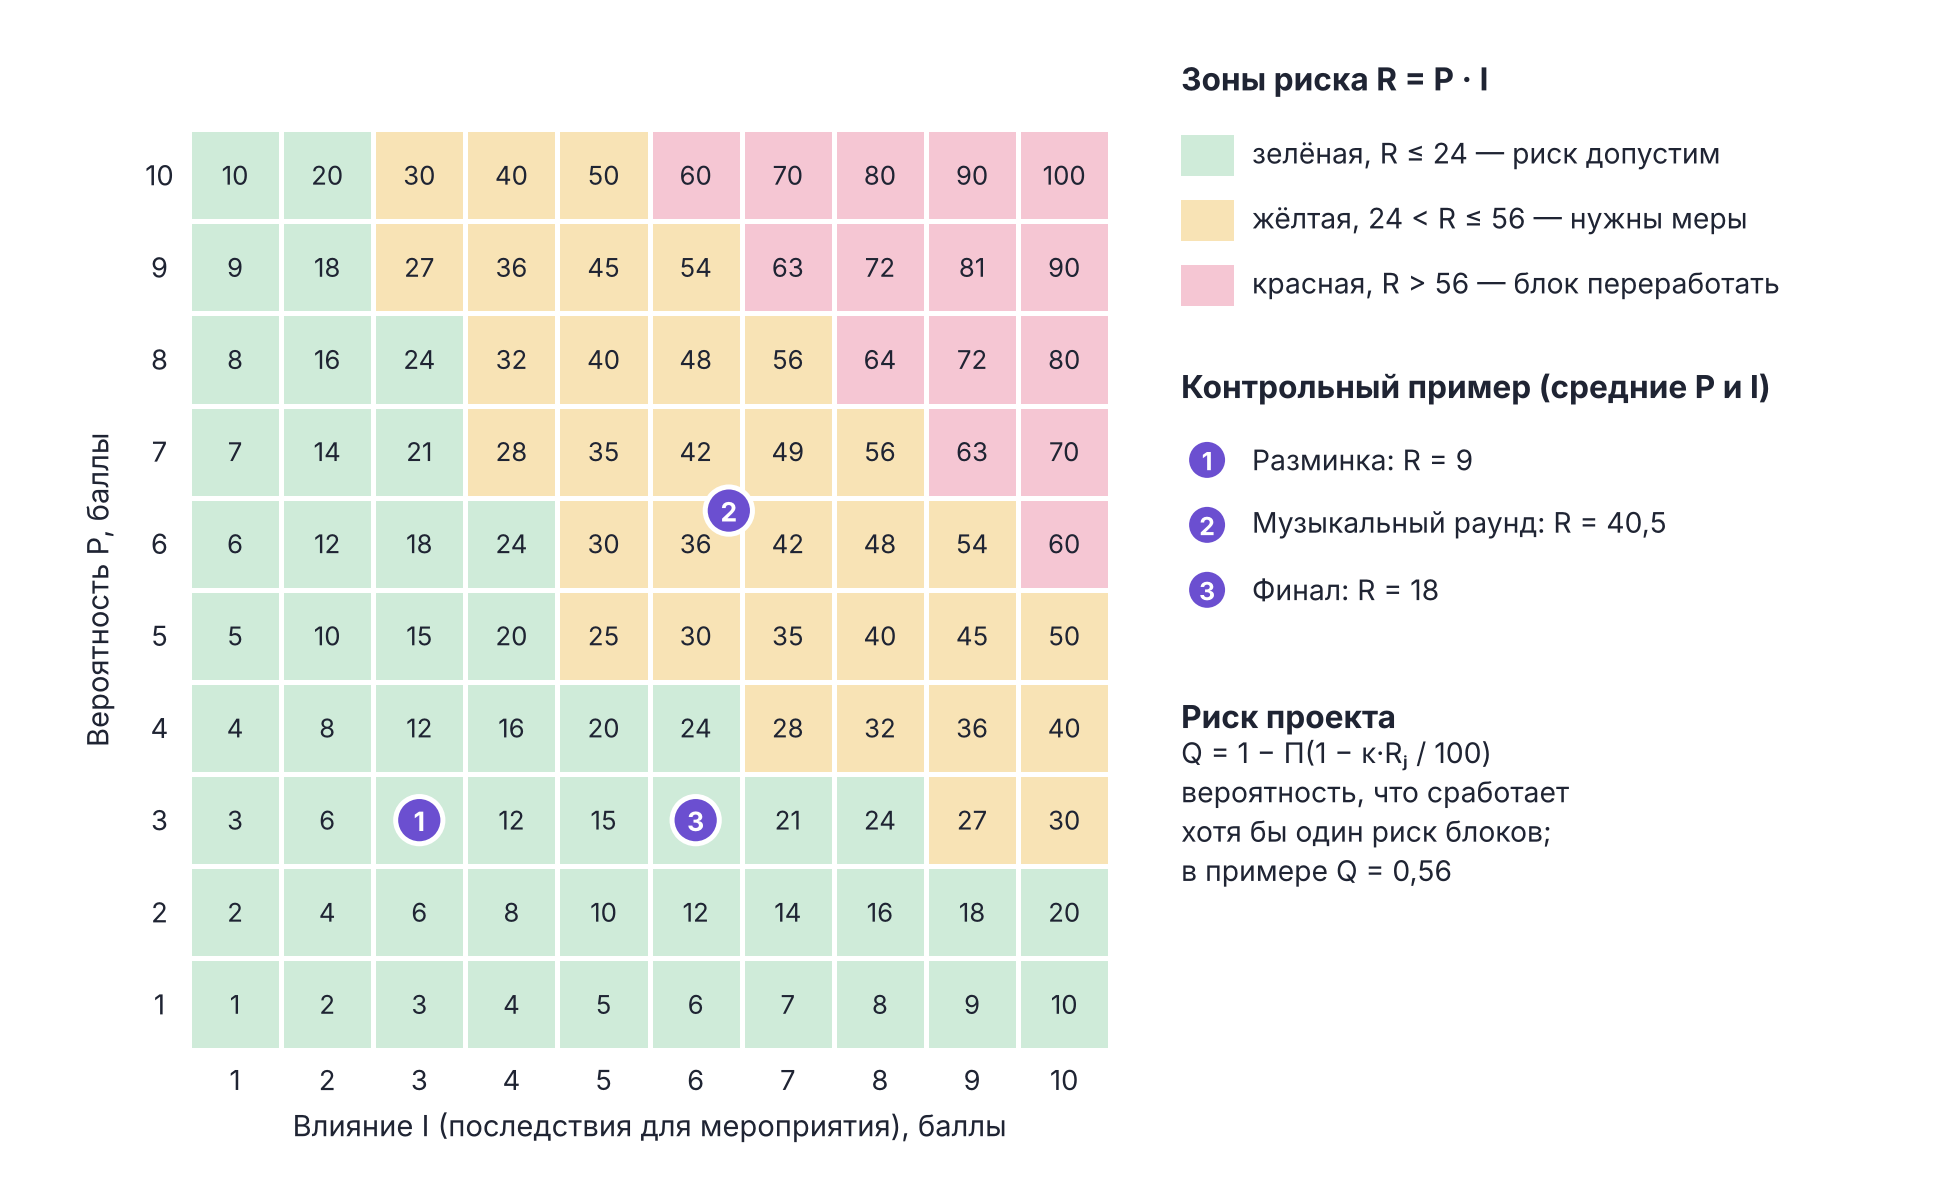 10 10 20 30 40 50 60 70 80 90 100
9 9 18 27 36 45 54 63 72 81 90
8 8 16 24 32 40 48 56 64 72 80
7 7 14 21 28 35 42 49 56 63 70
2
6 6 12 18 24 30 36 42 48 54 60
5 5 10 15 20 25 30 35 40 45 50
4 4 8 12 16 20 24 28 32 36 40
3 3 6 1 12 15 3 21 24 27 30
2 2 4 6 8 10 12 14 16 18 20
1 1 2 3 4 5 6 7 8 9 10
1 2 3 4 5 6 7 8 9 10
Вероятность P, баллы
Влияние I (последствия для мероприятия), баллы
Зоны риска R = P · I
зелёная, R ≤ 24 — риск допустим
жёлтая, 24 < R ≤ 56 — нужны меры
красная, R > 56 — блок переработать
Контрольный пример (средние P и I)
1 Разминка: R = 9
2 Музыкальный раунд: R = 40,5
3 Финал: R = 18
Риск проекта
Q = 1 − Π(1 − κ·Rⱼ / 100)
вероятность, что сработает
хотя бы один риск блоков;
в примере Q = 0,56